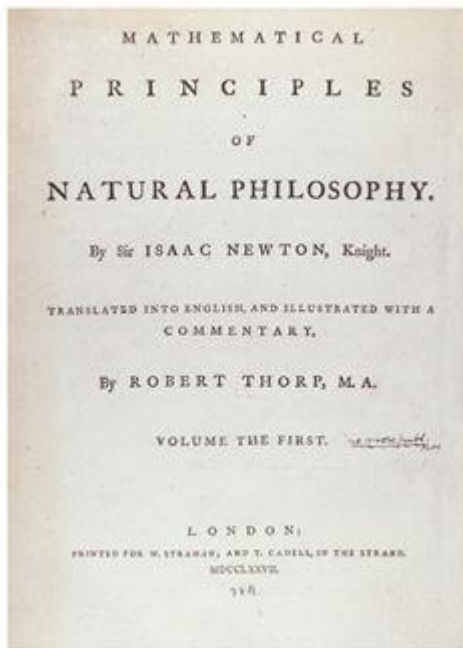 MATHEMATICAL
PRINCIPLES
OF
NATURAL PHILOSOPHY.
By Sir ISAAC NEWTON, Knight.
TRANSLATED INTO ENGLISH, AND ILLUSTRATED WITH A
COMMENTARY,
By ROBERT THORP, M. A.
VOLUME THE FIRST.
LONDON:
PRINTED FOR W. STRAHAN; AND T. CADELL, IN THE STRAND.
MDCCLXXVII.